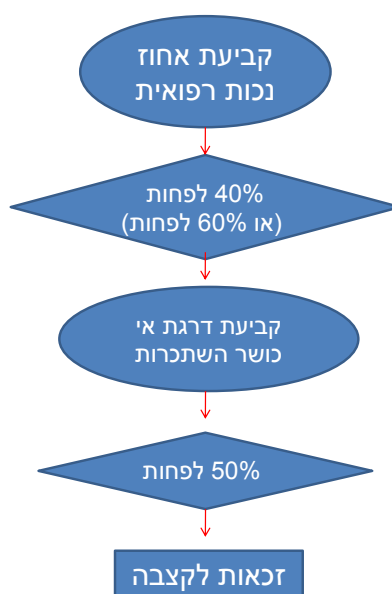 קביעת אחוז
נכות רפואית
40% לפחות
(או 60% לפחות)
קביעת דרגת אי
כושר השתכרות
50% לפחות
זכאות לקצבה